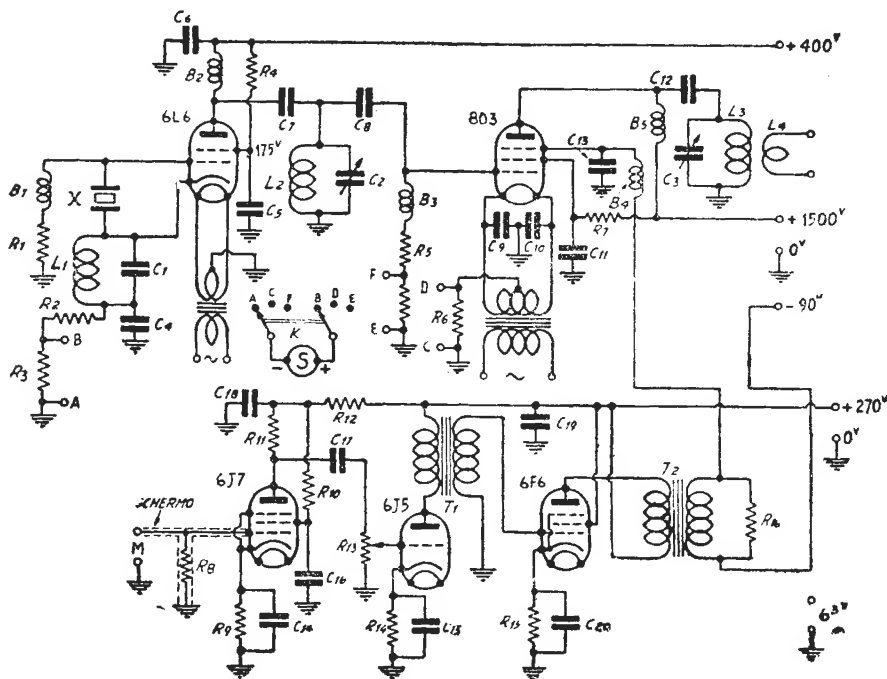 C6
+ 400V
B2
R4
C12
6L6
C7
C8
803
L3
B5
L4
175V
C13
B1
X
L2
C2
C3
B3
B4
C5
+ 1500V
R7
R1
L1
C9
C10
C11
R5
0V
C1
A
C
F
B
D
E
F
D
- 90V
R2
K
R6
C4
B
- S +
E
C
R3
~
~
A
+ 270V
C18
R12
C19
R11
C17
0V
6J7
6J5
6F6
T2
R10
SCHERMO
T1
M
R13
R8
C16
R9
C14
R14
C15
R15
C20